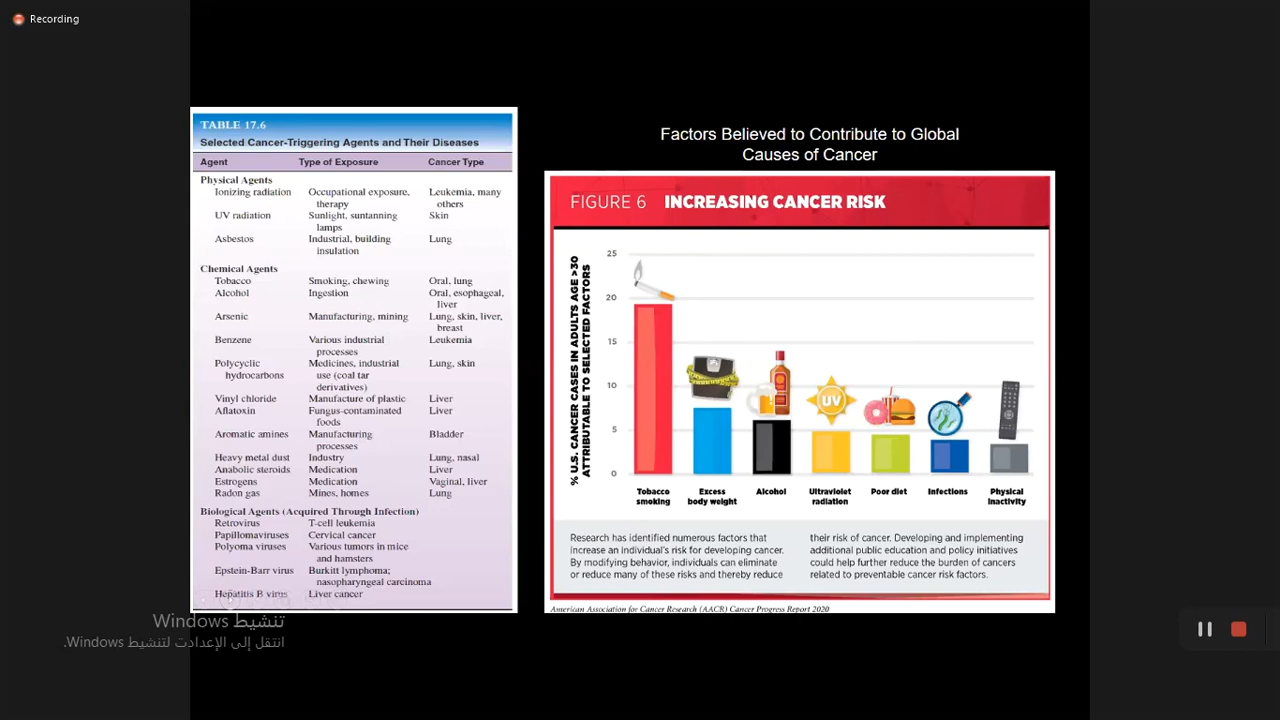 Recording
TABLE 17.6
Selected Cancer-Triggering Agents and Their Diseases
Agent Type of Exposure Cancer Type
Physical Agents
Ionizing radiation Occupational exposure, Leukemia, many
therapy others
UV radiation Sunlight, suntanning Skin
lamps
Asbestos Industrial, building Lung
insulation
Chemical Agents
Tobacco Smoking, chewing Oral, lung
Alcohol Ingestion Oral, esophageal,
liver
Arsenic Manufacturing, mining Lung, skin, liver,
breast
Benzene Various industrial Leukemia
processes
Polycyclic Medicines, industrial Lung, skin
hydrocarbons use (coal tar
derivatives)
Vinyl chloride Manufacture of plastic Liver
Aflatoxin Fungus-contaminated Liver
foods
Aromatic amines Manufacturing Bladder
processes
Heavy metal dust Industry Lung, nasal
Anabolic steroids Medication Liver
Estrogens Medication Vaginal, liver
Radon gas Mines, homes Lung
Biological Agents (Acquired Through Infection)
Retrovirus T-cell leukemia
Papillomaviruses Cervical cancer
Polyoma viruses Various tumors in mice
and hamsters
Epstein-Barr virus Burkitt lymphoma;
nasopharyngeal carcinoma
Hepatitis B virus Liver cancer
Factors Believed to Contribute to Global
Causes of Cancer
FIGURE 6 INCREASING CANCER RISK
% U.S. CANCER CASES IN ADULTS AGE >30
ATTRIBUTABLE TO SELECTED FACTORS
25
20
15
10
5
0
UV
Tobacco smoking
Excess body weight
Alcohol
Ultraviolet radiation
Poor diet
Infections
Physical inactivity
Research has identified numerous factors that
increase an individual's risk for developing cancer.
By modifying behavior, individuals can eliminate
or reduce many of these risks and thereby reduce
their risk of cancer. Developing and implementing
additional public education and policy initiatives
could help further reduce the burden of cancers
related to preventable cancer risk factors.
American Association for Cancer Research (AACR) Cancer Progress Report 2020
تنشيط Windows
انتقل إلى الإعدادت لتنشيط Windows.